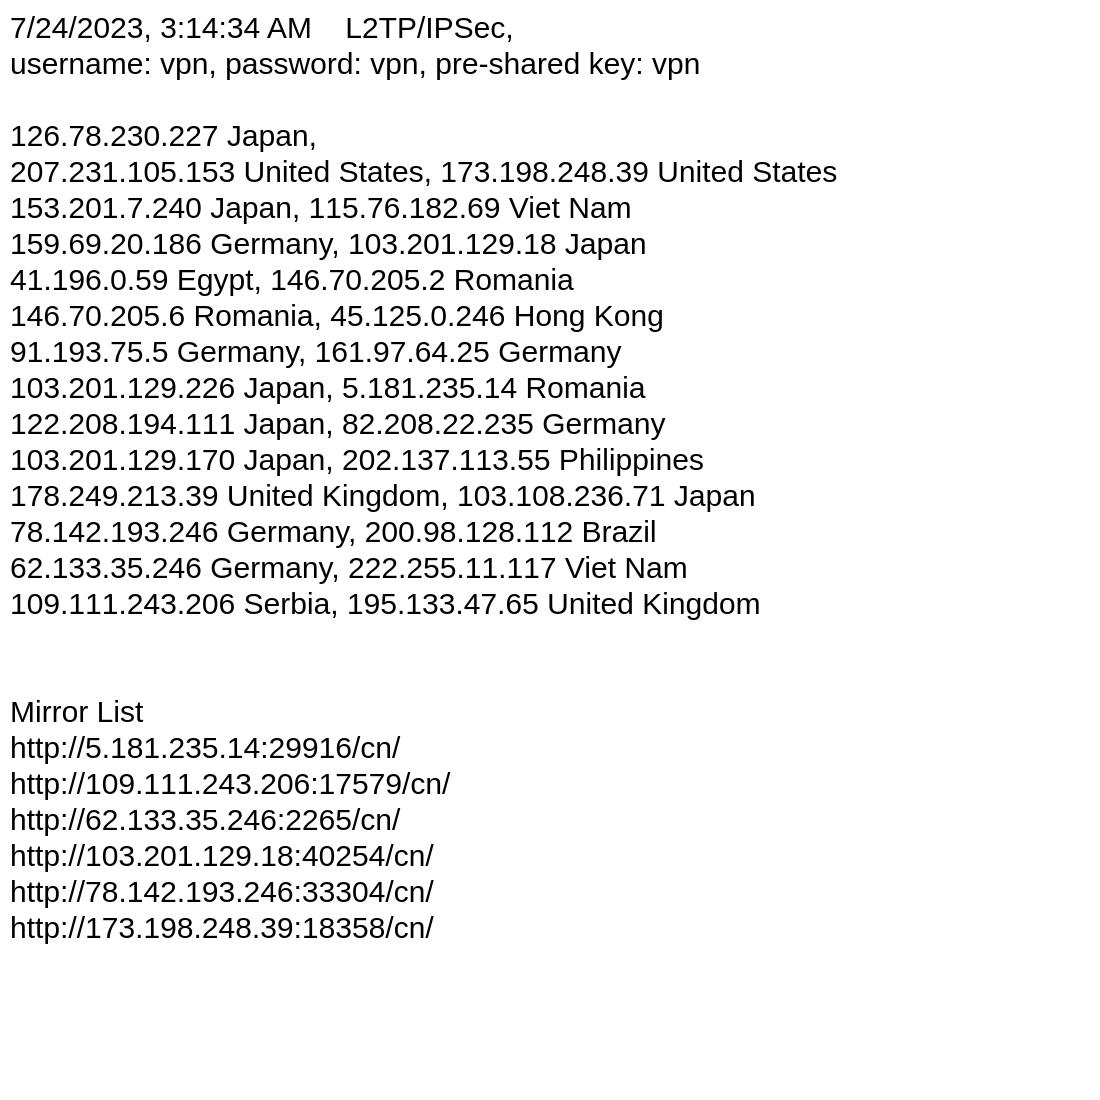 7/24/2023, 3:14:34 AM    L2TP/IPSec,
username: vpn, password: vpn, pre-shared key: vpn
126.78.230.227 Japan,
207.231.105.153 United States, 173.198.248.39 United States
153.201.7.240 Japan, 115.76.182.69 Viet Nam
159.69.20.186 Germany, 103.201.129.18 Japan
41.196.0.59 Egypt, 146.70.205.2 Romania
146.70.205.6 Romania, 45.125.0.246 Hong Kong
91.193.75.5 Germany, 161.97.64.25 Germany
103.201.129.226 Japan, 5.181.235.14 Romania
122.208.194.111 Japan, 82.208.22.235 Germany
103.201.129.170 Japan, 202.137.113.55 Philippines
178.249.213.39 United Kingdom, 103.108.236.71 Japan
78.142.193.246 Germany, 200.98.128.112 Brazil
62.133.35.246 Germany, 222.255.11.117 Viet Nam
109.111.243.206 Serbia, 195.133.47.65 United Kingdom
Mirror List
http://5.181.235.14:29916/cn/
http://109.111.243.206:17579/cn/
http://62.133.35.246:2265/cn/
http://103.201.129.18:40254/cn/
http://78.142.193.246:33304/cn/
http://173.198.248.39:18358/cn/